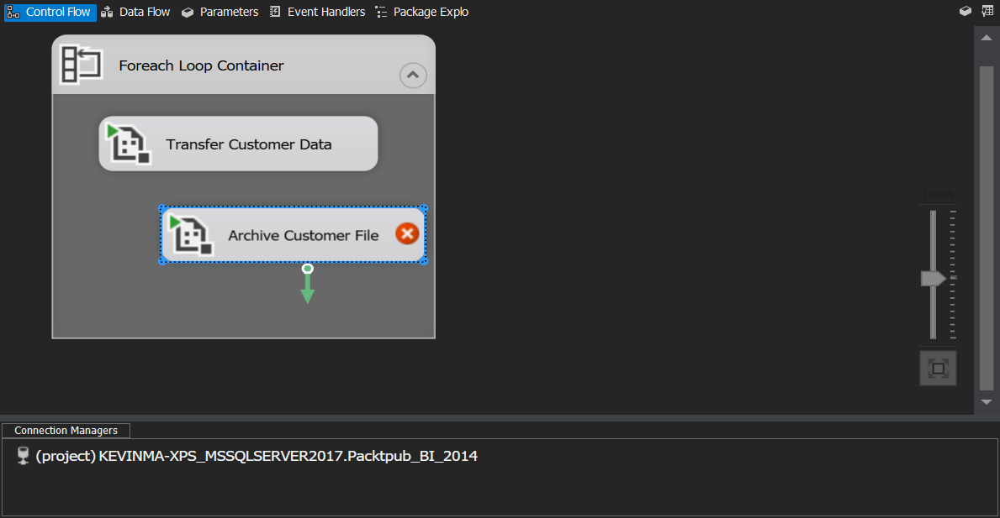 Control Flow Data Flow Parameters Event Handlers Package Explo
Foreach Loop Container
Transfer Customer Data
100%
Archive Customer File
Connection Managers
(project) KEVINMA-XPS_MSSQLSERVER2017.Packtpub_BI_2014